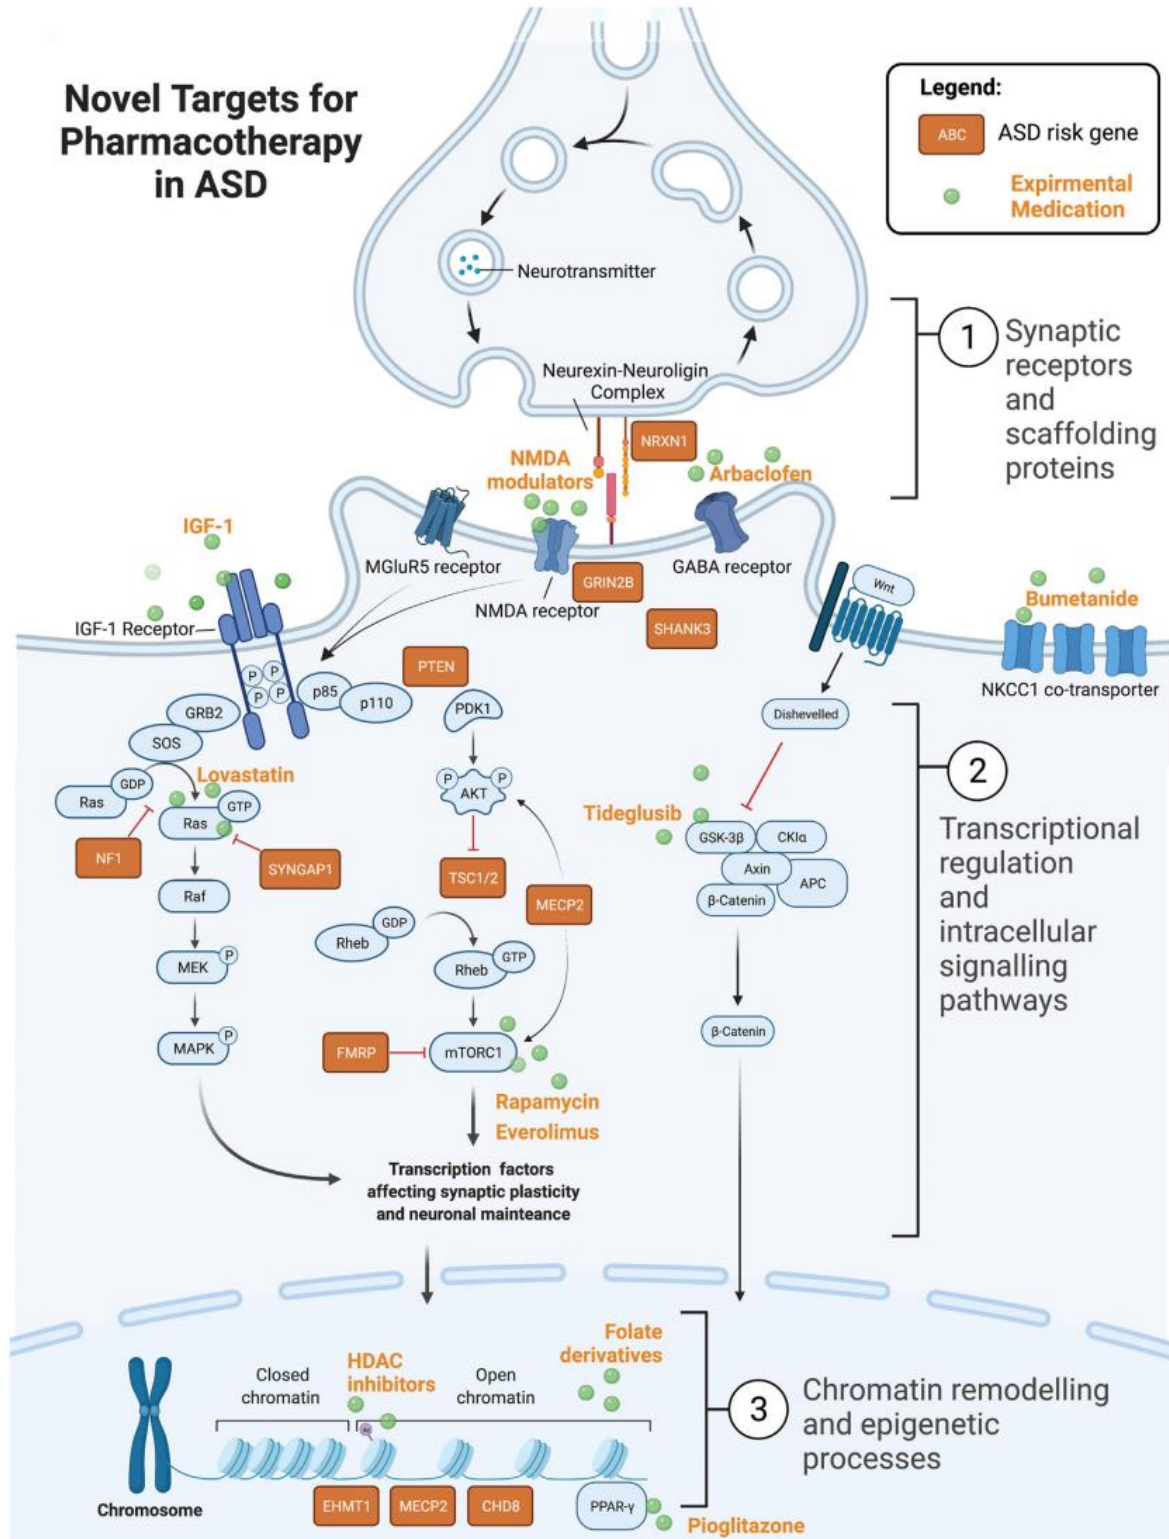 Novel Targets for
Pharmacotherapy
in ASD
Legend:
ABC
ASD risk gene
Expirmental
Medication
Neurotransmitter
Neurexin-Neuroligin
Complex
NRXN1
1
Synaptic
receptors
and
scaffolding
proteins
NMDA
modulators
Arbaclofen
IGF-1
MGluR5 receptor
GRIN2B
GABA receptor
NMDA receptor
SHANK3
Wnt
Bumetanide
IGF-1 Receptor
NKCC1 co-transporter
P
P
P
P
p85
p110
PTEN
GRB2
SOS
PDK1
Dishevelled
2
Transcriptional
regulation
and
intracellular
signalling
pathways
Lovastatin
Ras
GDP
Ras
GTP
P
P
AKT
Tideglusib
GSK-3β
CKIα
Axin
APC
β-Catenin
NF1
SYNGAP1
TSC1/2
MECP2
Raf
Rheb
GDP
Rheb
GTP
MEK
P
β-Catenin
MAPK
P
FMRP
mTORC1
Rapamycin
Everolimus
Transcription factors
affecting synaptic plasticity
and neuronal mainteance
Folate
derivatives
HDAC
inhibitors
Closed
chromatin
Open
chromatin
3
Chromatin remodelling
and epigenetic
processes
Ac
Chromosome
EHMT1
MECP2
CHD8
PPAR-γ
Pioglitazone